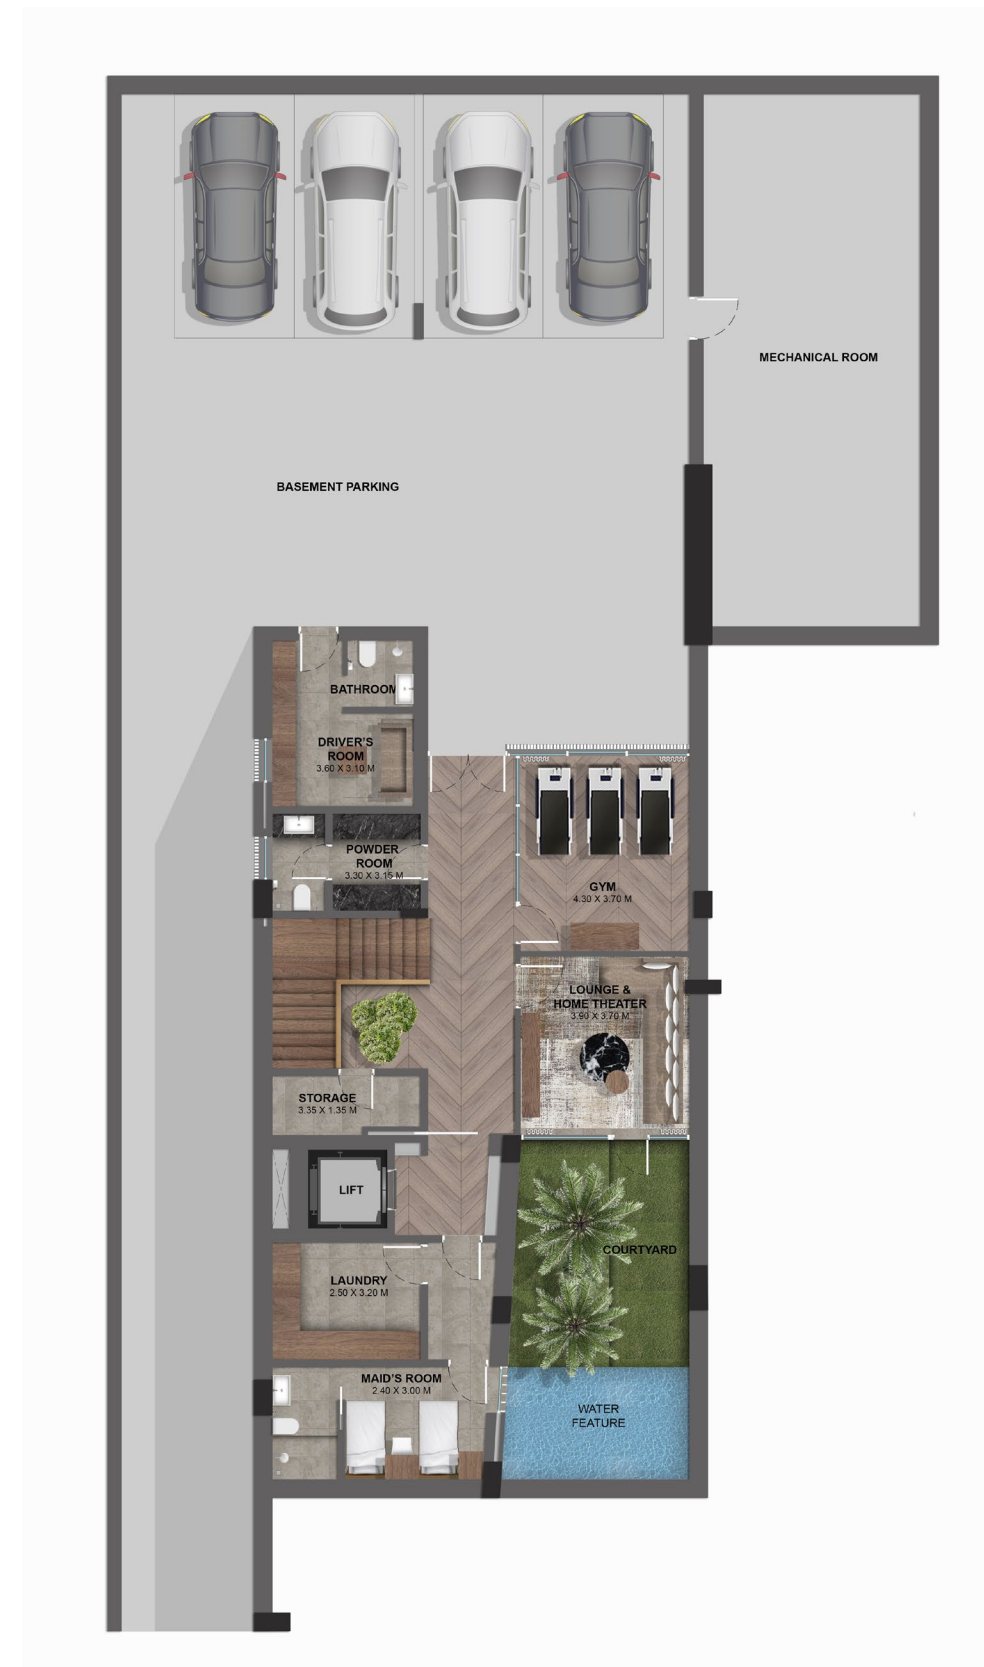 MECHANICAL ROOM
BASEMENT PARKING
BATHROOM
DRIVER'S
ROOM
3.60 X 3.10 M
POWDER
ROOM
3.30 X 3.15 M
GYM
4.30 X 3.70 M
LOUNGE &
HOME THEATER
3.90 X 3.70 M
STORAGE
3.35 X 1.35 M
LIFT
COURTYARD
LAUNDRY
2.50 X 3.20 M
MAID'S ROOM
2.40 X 3.00 M
WATER
FEATURE